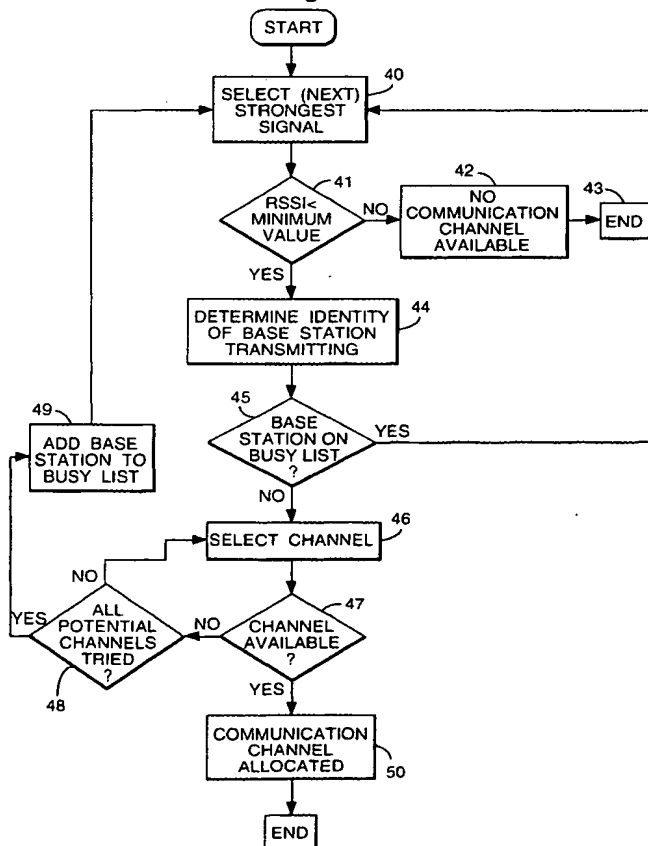 START
40
SELECT (NEXT)
STRONGEST
SIGNAL
41
RSSI<
MINIMUM
VALUE
NO
42
NO
COMMUNICATION
CHANNEL
AVAILABLE
43
END
YES
DETERMINE IDENTITY
OF BASE STATION
TRANSMITTING
44
45
BASE
STATION ON
BUSY LIST
?
YES
49
ADD BASE
STATION TO
BUSY LIST
NO
46
SELECT CHANNEL
NO
YES
ALL
POTENTIAL
CHANNELS
TRIED
?
48
NO
47
CHANNEL
AVAILABLE
?
YES
COMMUNICATION
CHANNEL
ALLOCATED
50
END